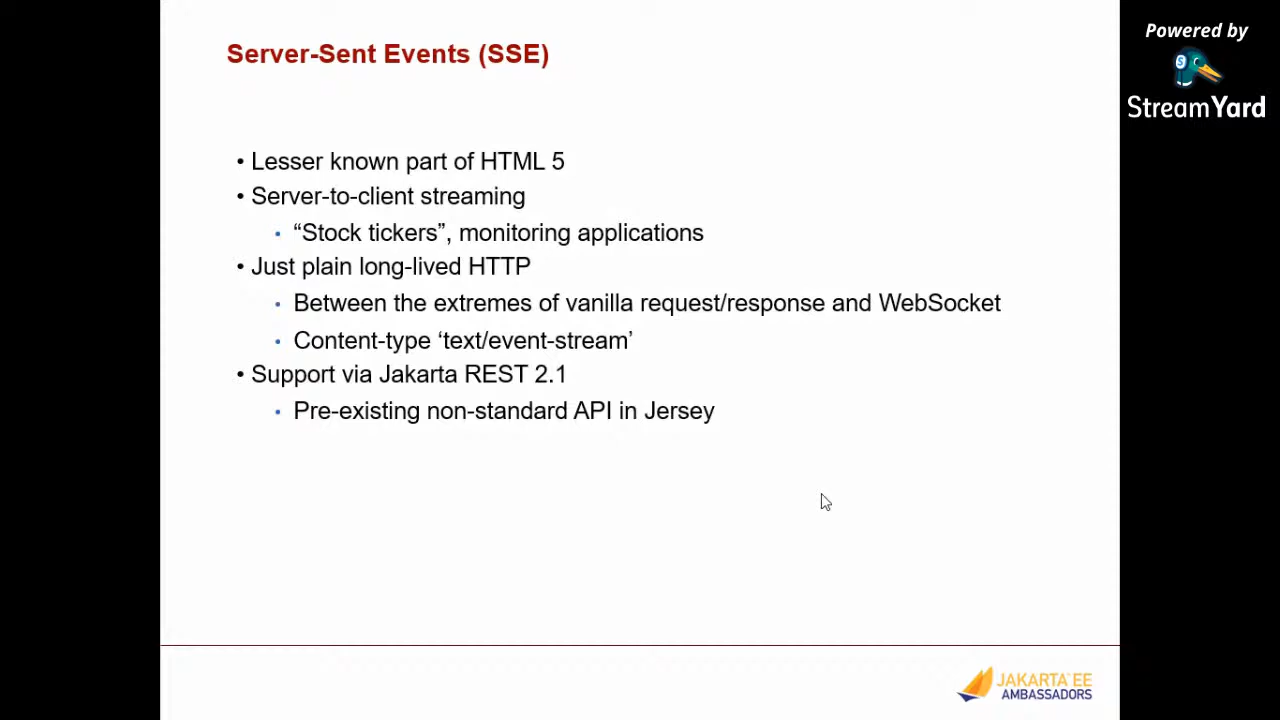 Server-Sent Events (SSE)
• Lesser known part of HTML 5
• Server-to-client streaming
• “Stock tickers”, monitoring applications
• Just plain long-lived HTTP
• Between the extremes of vanilla request/response and WebSocket
• Content-type ‘text/event-stream’
• Support via Jakarta REST 2.1
• Pre-existing non-standard API in Jersey
Powered by
StreamYard
JAKARTA EE
AMBASSADORS